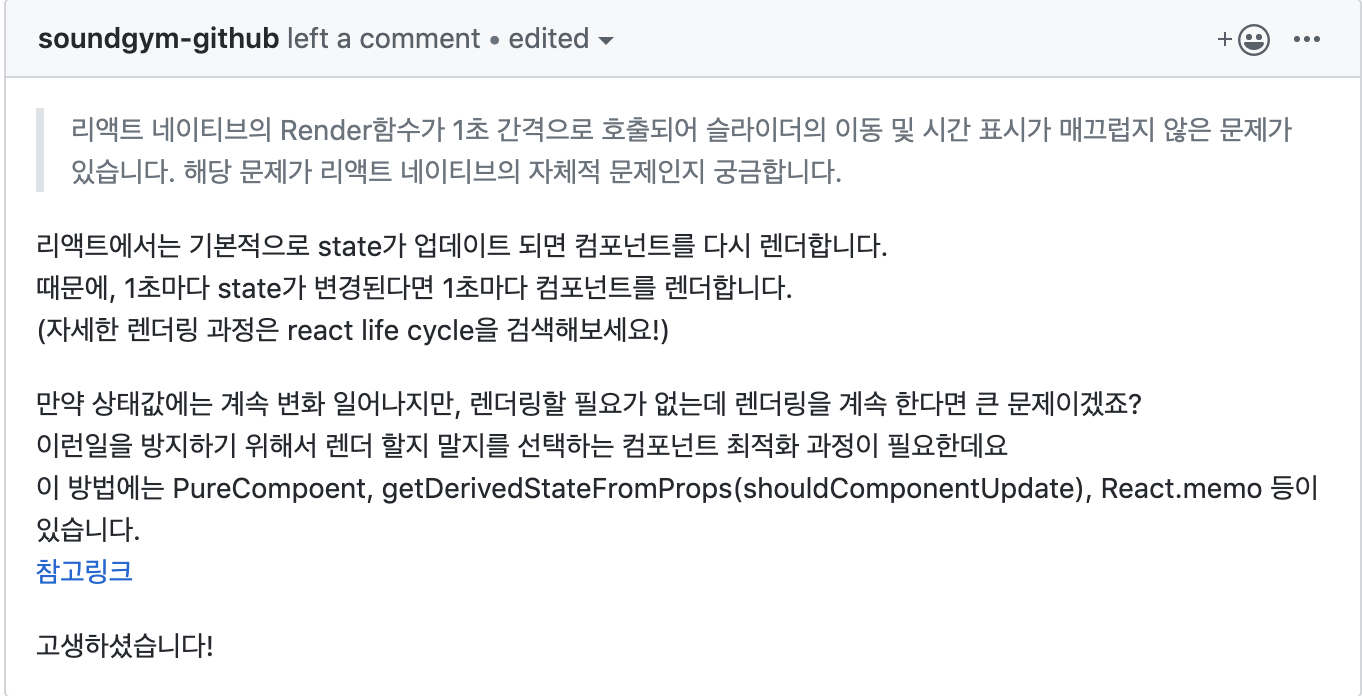 soundgym-github left a comment • edited
리액트 네이티브의 Render함수가 1초 간격으로 호출되어 슬라이더의 이동 및 시간 표시가 매끄럽지 않은 문제가
있습니다. 해당 문제가 리액트 네이티브의 자체적 문제인지 궁금합니다.
리액트에서는 기본적으로 state가 업데이트 되면 컴포넌트를 다시 렌더합니다.
때문에, 1초마다 state가 변경된다면 1초마다 컴포넌트를 렌더합니다.
(자세한 렌더링 과정은 react life cycle을 검색해보세요!)
만약 상태값에는 계속 변화 일어나지만, 렌더링할 필요가 없는데 렌더링을 계속 한다면 큰 문제이겠죠?
이런일을 방지하기 위해서 렌더 할지 말지를 선택하는 컴포넌트 최적화 과정이 필요한데요
이 방법에는 PureCompoent, getDerivedStateFromProps(shouldComponentUpdate), React.memo 등이
있습니다.
참고링크
고생하셨습니다!